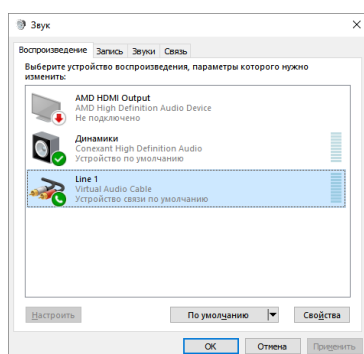 Звук
Воспроизведение Запись Звуки Связь
Выберите устройство воспроизведения, параметры которого нужно
изменить:
AMD HDMI Output
AMD High Definition Audio Device
Не подключено
Динамики
Conexant High Definition Audio
Устройство по умолчанию
Line 1
Virtual Audio Cable
Устройство связи по умолчанию
Настроить По умолчанию Свойства
ОК Отмена Применить